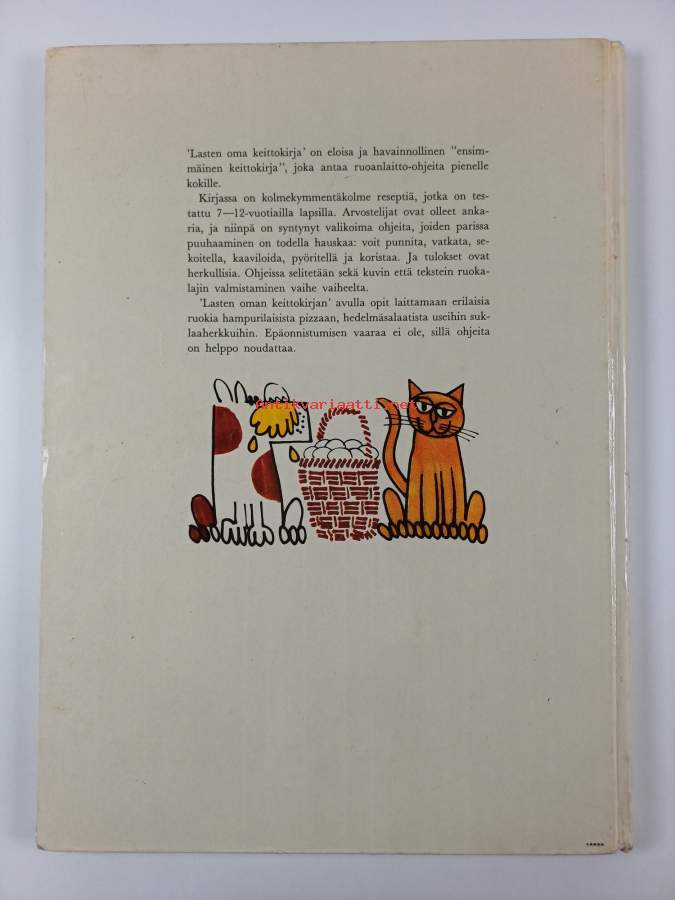 'Lasten oma keittokirja' on eloisa ja havainnollinen "ensim-
mäinen keittokirja", joka antaa ruoanlaitto-ohjeita pienelle
kokille.
Kirjassa on kolmekymmentäkolme reseptiä, jotka on tes-
tattu 7—12-vuotiailla lapsilla. Arvostelijat ovat olleet anka-
ria, ja niinpä on syntynyt valikoima ohjeita, joiden parissa
puuhaaminen on todella hauskaa: voit punnita, vatkata, se-
koitella, kaaviloida, pyöritellä ja koristaa. Ja tulokset ovat
herkullisia. Ohjeissa selitetään sekä kuvin että tekstein ruoka-
lajin valmistaminen vaihe vaiheelta.
'Lasten oman keittokirjan' avulla opit laittamaan erilaisia
ruokia hampurilaisista pizzaan, hedelmäsalaatista useihin suk-
laaherkkuihin. Epäonnistumisen vaaraa ei ole, sillä ohjeita
on helppo noudattaa.
antikvariaatti.net